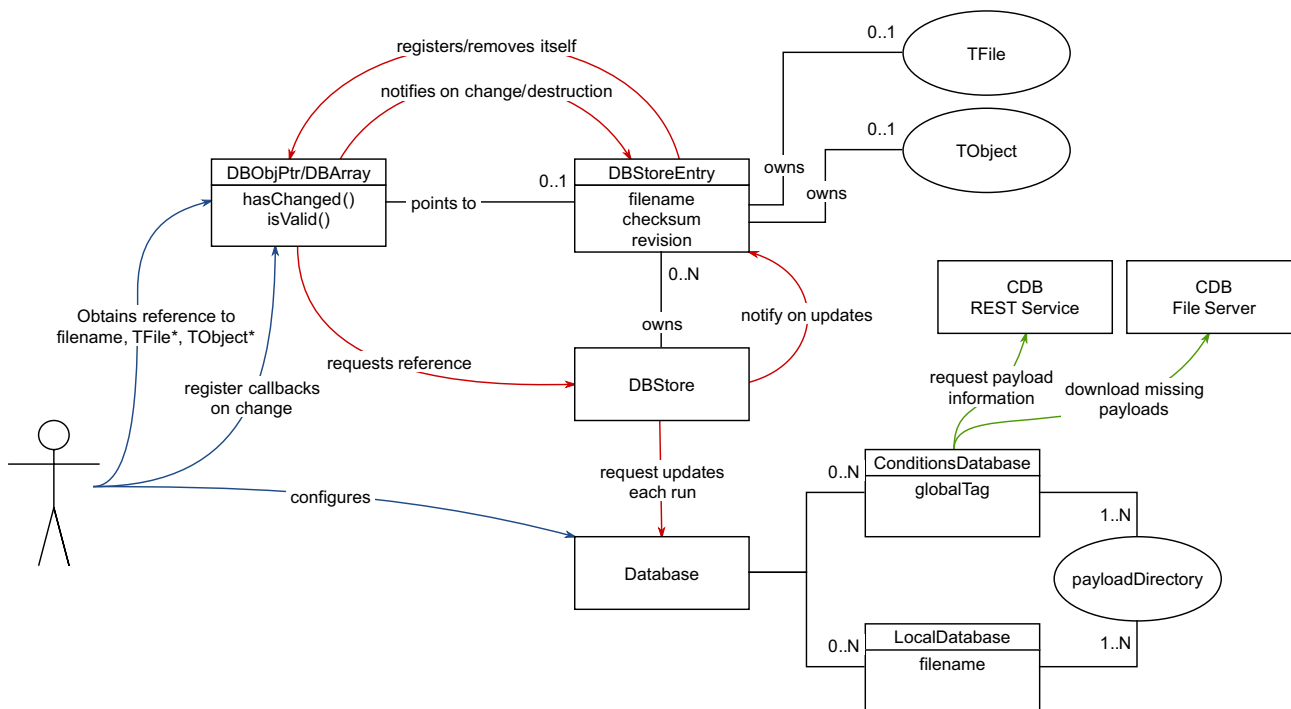 registers/removes itself
0..1
TFile
notifies on change/destruction
0..1
TObject
DBObjPtr/DBArray
hasChanged()
isValid()
points to
0..1
DBStoreEntry
filename
checksum
revision
owns
owns
0..N
CDB
REST Service
CDB
File Server
Obtains reference to
filename, TFile*, TObject*
notify on updates
owns
requests reference
DBStore
register callbacks
on change
request payload
information
download missing
payloads
request updates
each run
0..N
ConditionsDatabase
globalTag
configures
1..N
Database
payloadDirectory
0..N
LocalDatabase
filename
1..N